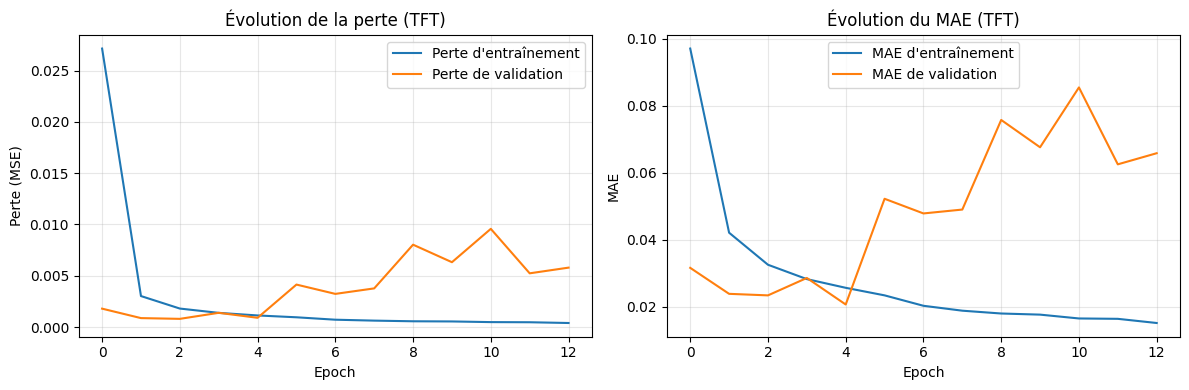 Évolution de la perte (TFT)
Perte d'entraînement
Perte de validation
Perte (MSE)
0.025
0.020
0.015
0.010
0.005
0.000
0 2 4 6 8 10 12
Epoch
Évolution du MAE (TFT)
MAE d'entraînement
MAE de validation
MAE
0.10
0.08
0.06
0.04
0.02
0 2 4 6 8 10 12
Epoch